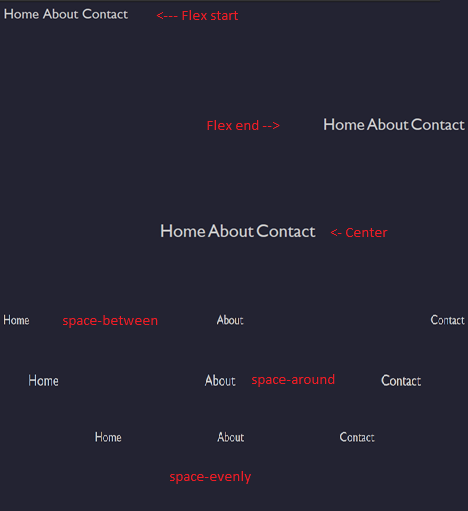 Home About Contact <--- Flex start
Flex end --> Home About Contact
Home About Contact <- Center
Home space-between About Contact
Home About space-around Contact
Home About Contact
space-evenly